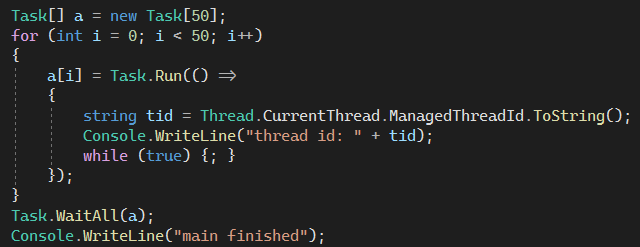 Task[] a = new Task[50];
for (int i = 0; i < 50; i++)
{
    a[i] = Task.Run(() =>
    {
        string tid = Thread.CurrentThread.ManagedThreadId.ToString();
        Console.WriteLine("thread id: " + tid);
        while (true) {; }
    });
}
Task.WaitAll(a);
Console.WriteLine("main finished");